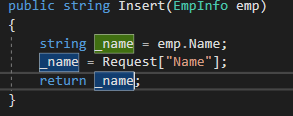 public string Insert(EmpInfo emp)
{
string _name = emp.Name;
_name = Request["Name"];
return _name;
}